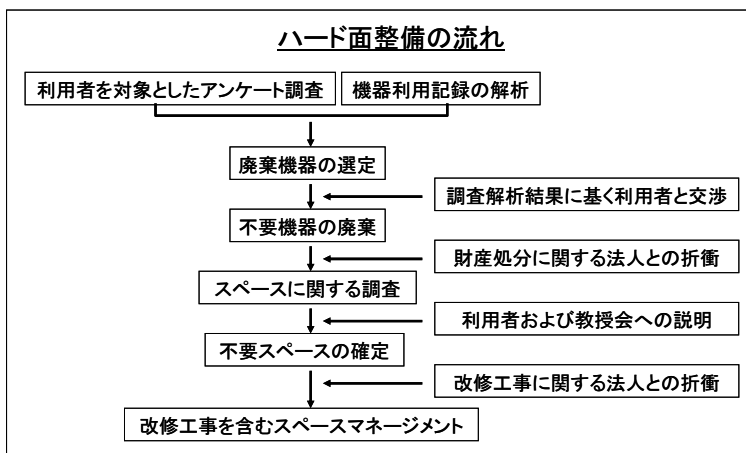 ハード面整備の流れ
利用者を対象としたアンケート調査
機器利用記録の解析
廃棄機器の選定
調査解析結果に基く利用者と交渉
不要機器の廃棄
財産処分に関する法人との折衝
スペースに関する調査
利用者および教授会への説明
不要スペースの確定
改修工事に関する法人との折衝
改修工事を含むスペースマネージメント